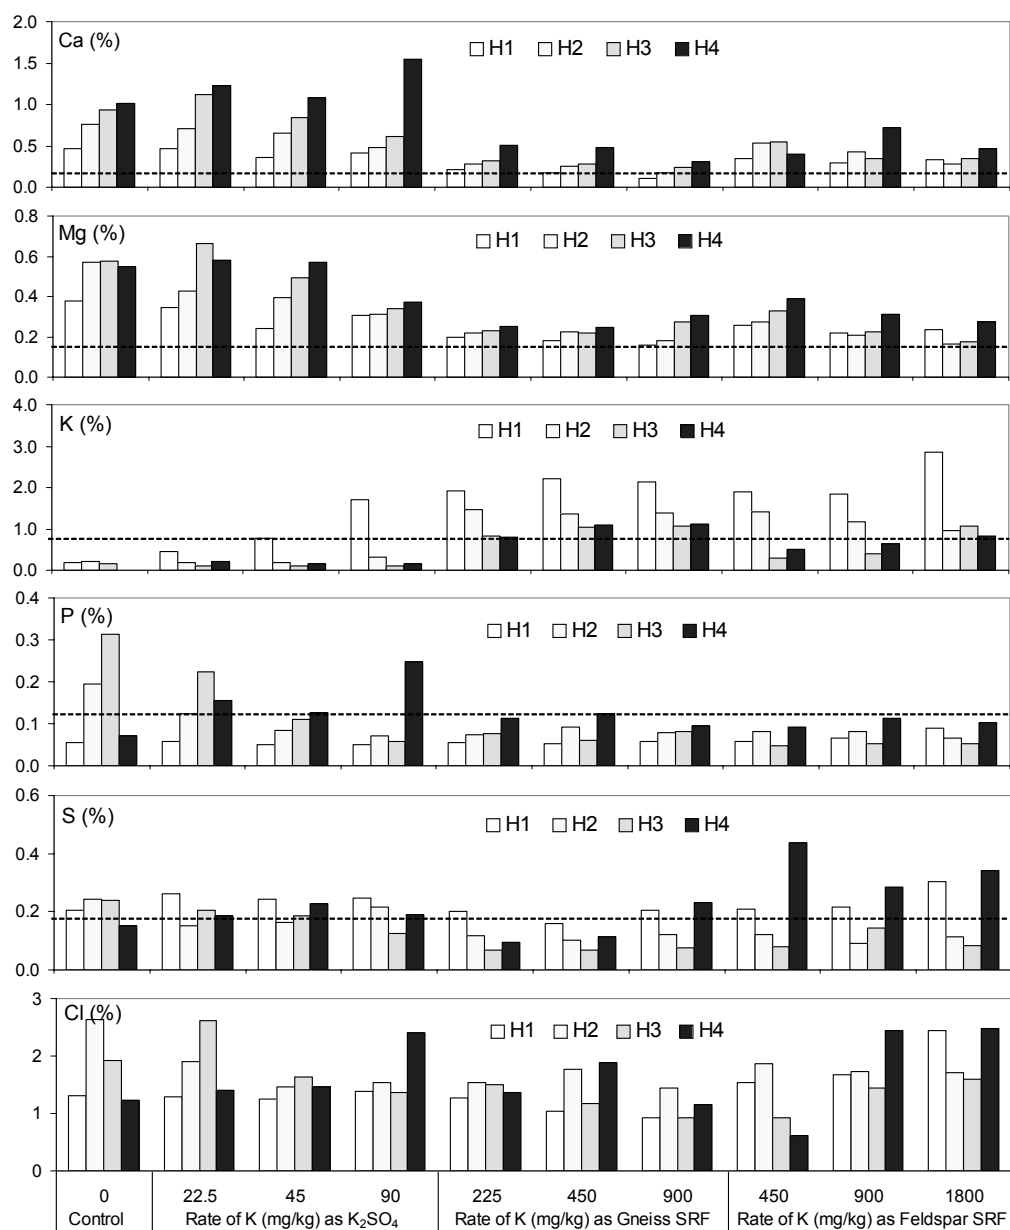 Ca (%)
H1 H2 H3 H4
2.0
1.5
1.0
0.5
0.0
Mg (%)
H1 H2 H3 H4
0.8
0.6
0.4
0.2
0.0
K (%)
H1 H2 H3 H4
4.0
3.0
2.0
1.0
0.0
P (%)
H1 H2 H3 H4
0.4
0.3
0.2
0.1
0.0
S (%)
H1 H2 H3 H4
0.6
0.4
0.2
0.0
Cl (%)
H1 H2 H3 H4
3
2
1
0
0 22.5 45 90 225 450 900 450 900 1800
Control Rate of K (mg/kg) as K₂SO₄ Rate of K (mg/kg) as Gneiss SRF Rate of K (mg/kg) as Feldspar SRF